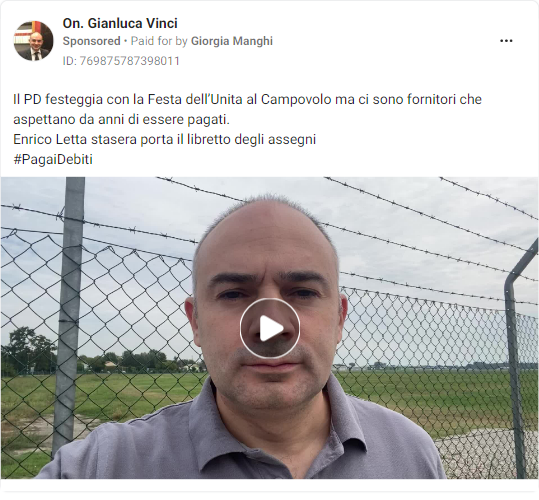 On. Gianluca Vinci
Sponsored • Paid for by Giorgia Manghi
ID: 769875787398011
Il PD festeggia con la Festa dell'Unita al Campovolo ma ci sono fornitori che
aspettano da anni di essere pagati.
Enrico Letta stasera porta il libretto degli assegni
#PagaiDebiti